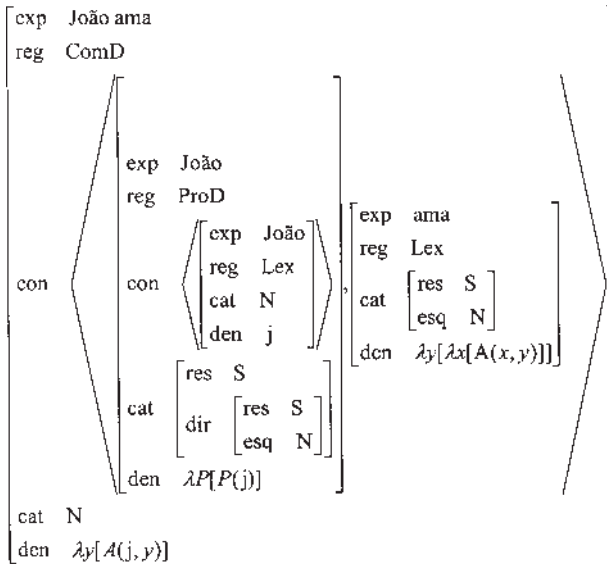 exp João ama
reg ComD
exp João
reg ProD
con
con
exp João
reg Lex
cat N
den j
,
exp ama
reg Lex
cat res S
esq N
den λy[λx[A(x, y)]]
cat
res S
dir res S
esq N
den λP[P(j)]
cat N
den λy[A(j, y)]